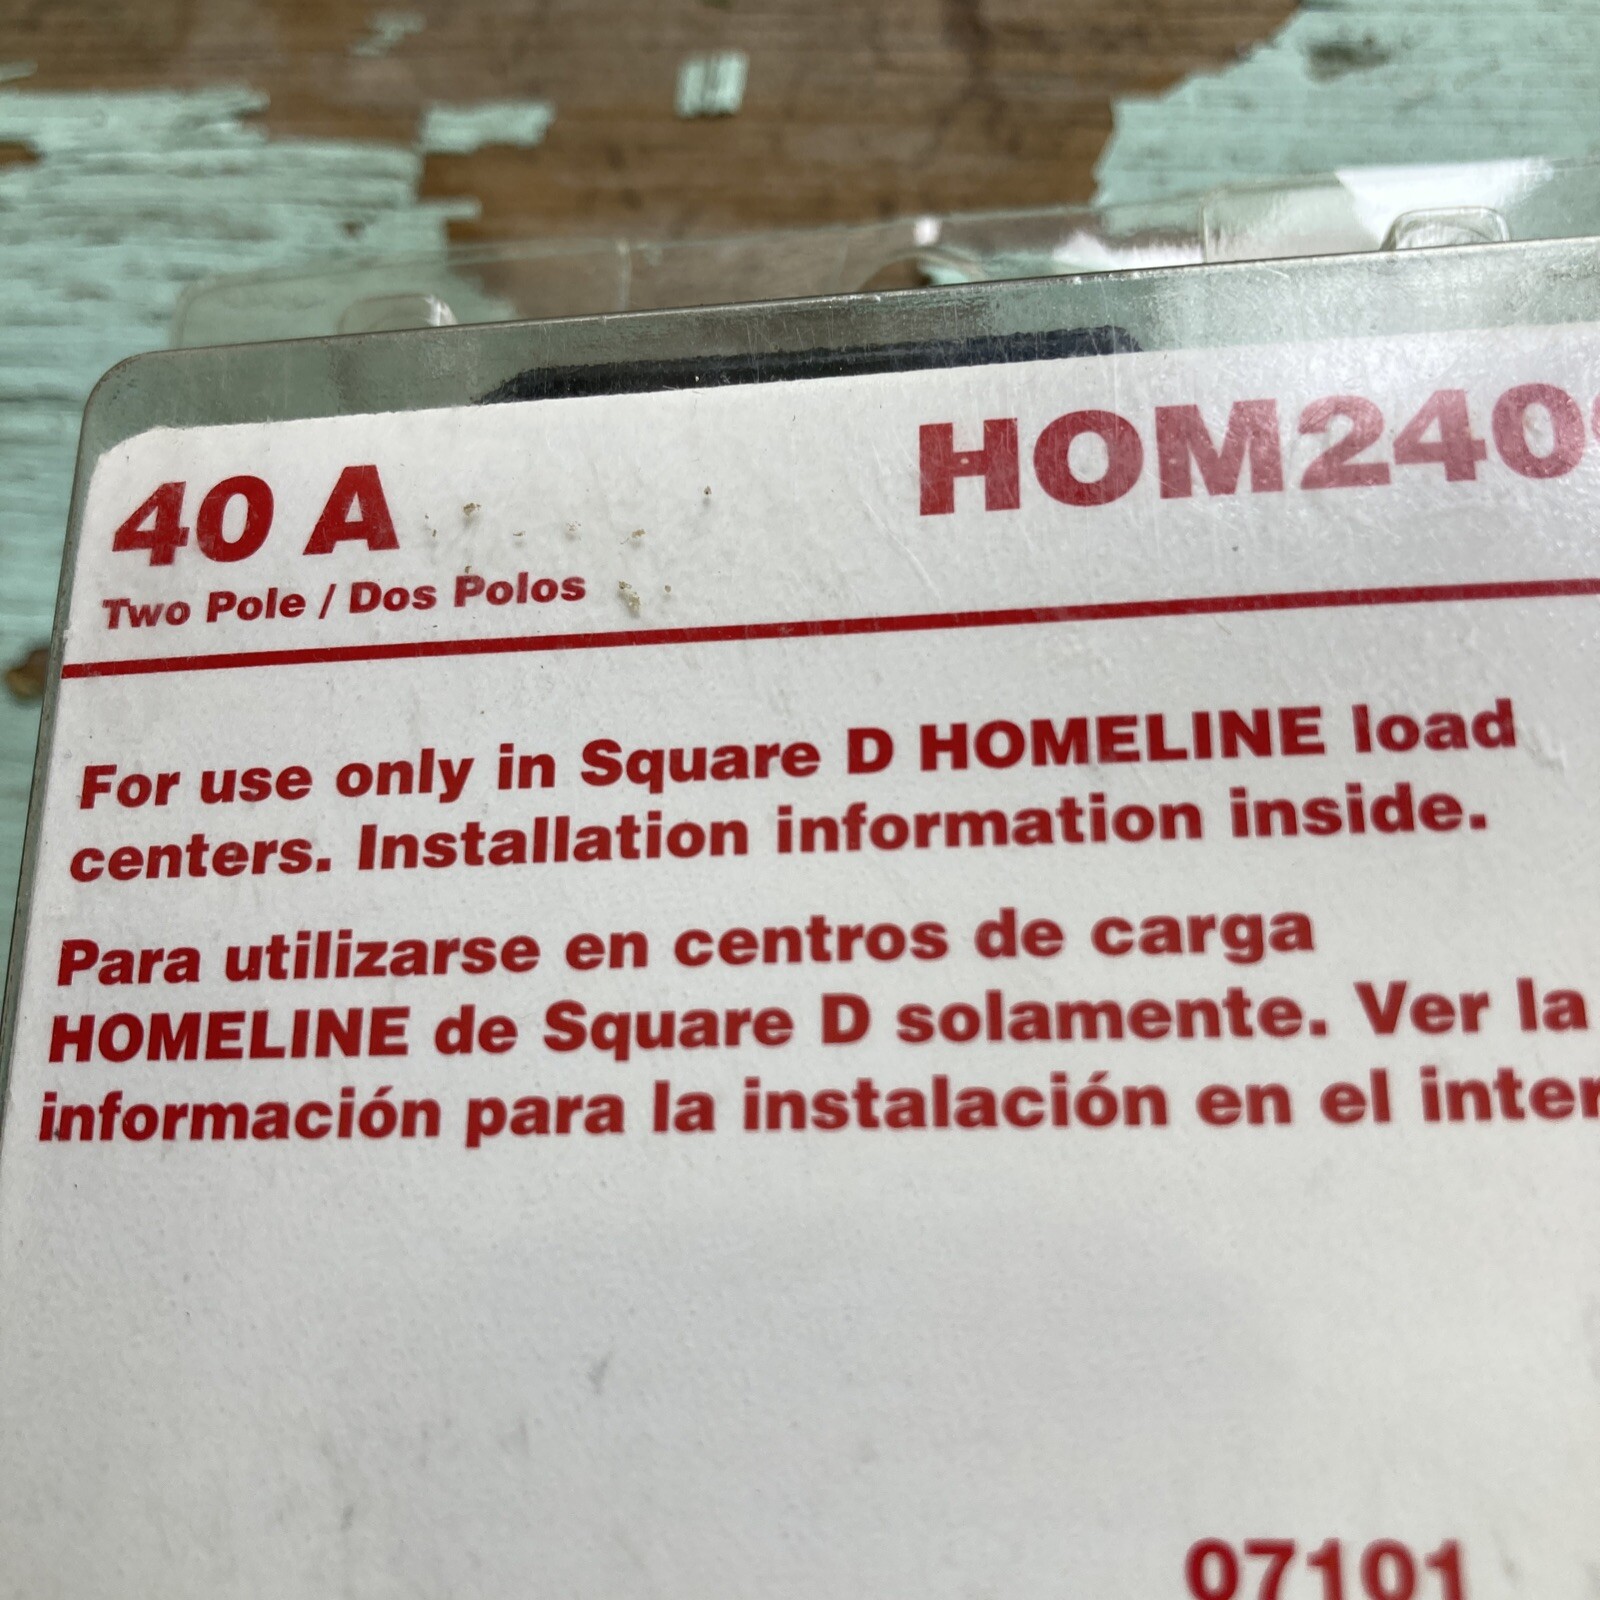 40 A
HOM240
Two Pole / Dos Polos
For use only in Square D HOMELINE load
centers. Installation information inside.
Para utilizarse en centros de carga
HOMELINE de Square D solamente. Ver la
información para la instalación en el inter
07101